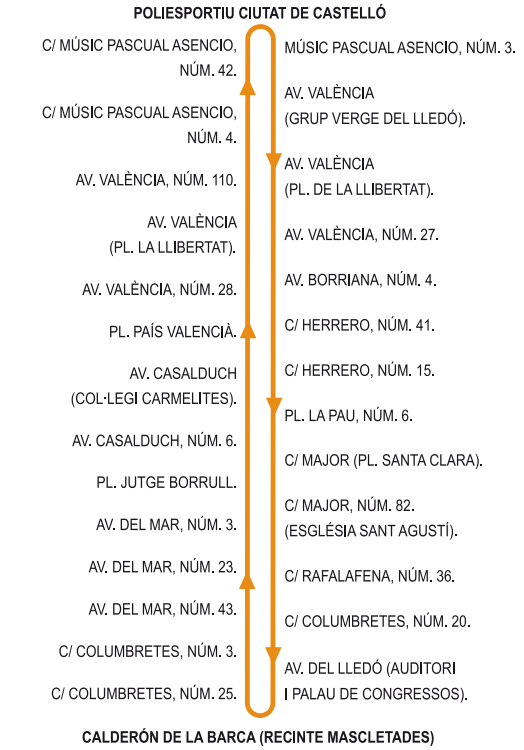 POLIESPORTIU CIUTAT DE CASTELLÓ
C/ MÚSIC PASCUAL ASENCIO,
NÚM. 42.
C/ MÚSIC PASCUAL ASENCIO,
NÚM. 4.
AV. VALÈNCIA, NÚM. 110.
AV. VALÈNCIA
(PL. LA LLIBERTAT).
AV. VALÈNCIA, NÚM. 28.
PL. PAÍS VALENCIÀ.
AV. CASALDUCH
(COL·LEGI CARMELITES).
AV. CASALDUCH, NÚM. 6.
PL. JUTGE BORRULL.
AV. DEL MAR, NÚM. 3.
AV. DEL MAR, NÚM. 23.
AV. DEL MAR, NÚM. 43.
C/ COLUMBRETES, NÚM. 3.
C/ COLUMBRETES, NÚM. 25.
MÚSIC PASCUAL ASENCIO, NÚM. 3.
AV. VALÈNCIA
(GRUP VERGE DEL LLEDÓ).
AV. VALÈNCIA
(PL. DE LA LLIBERTAT).
AV. VALÈNCIA, NÚM. 27.
AV. BORRIANA, NÚM. 4.
C/ HERRERO, NÚM. 41.
C/ HERRERO, NÚM. 15.
PL. LA PAU, NÚM. 6.
C/ MAJOR (PL. SANTA CLARA).
C/ MAJOR, NÚM. 82.
(ESGLÉSIA SANT AGUSTÍ).
C/ RAFALAFENA, NÚM. 36.
C/ COLUMBRETES, NÚM. 20.
AV. DEL LLEDÓ (AUDITORI
I PALAU DE CONGRESSOS).
CALDERÓN DE LA BARCA (RECINTE MASCLETADES)